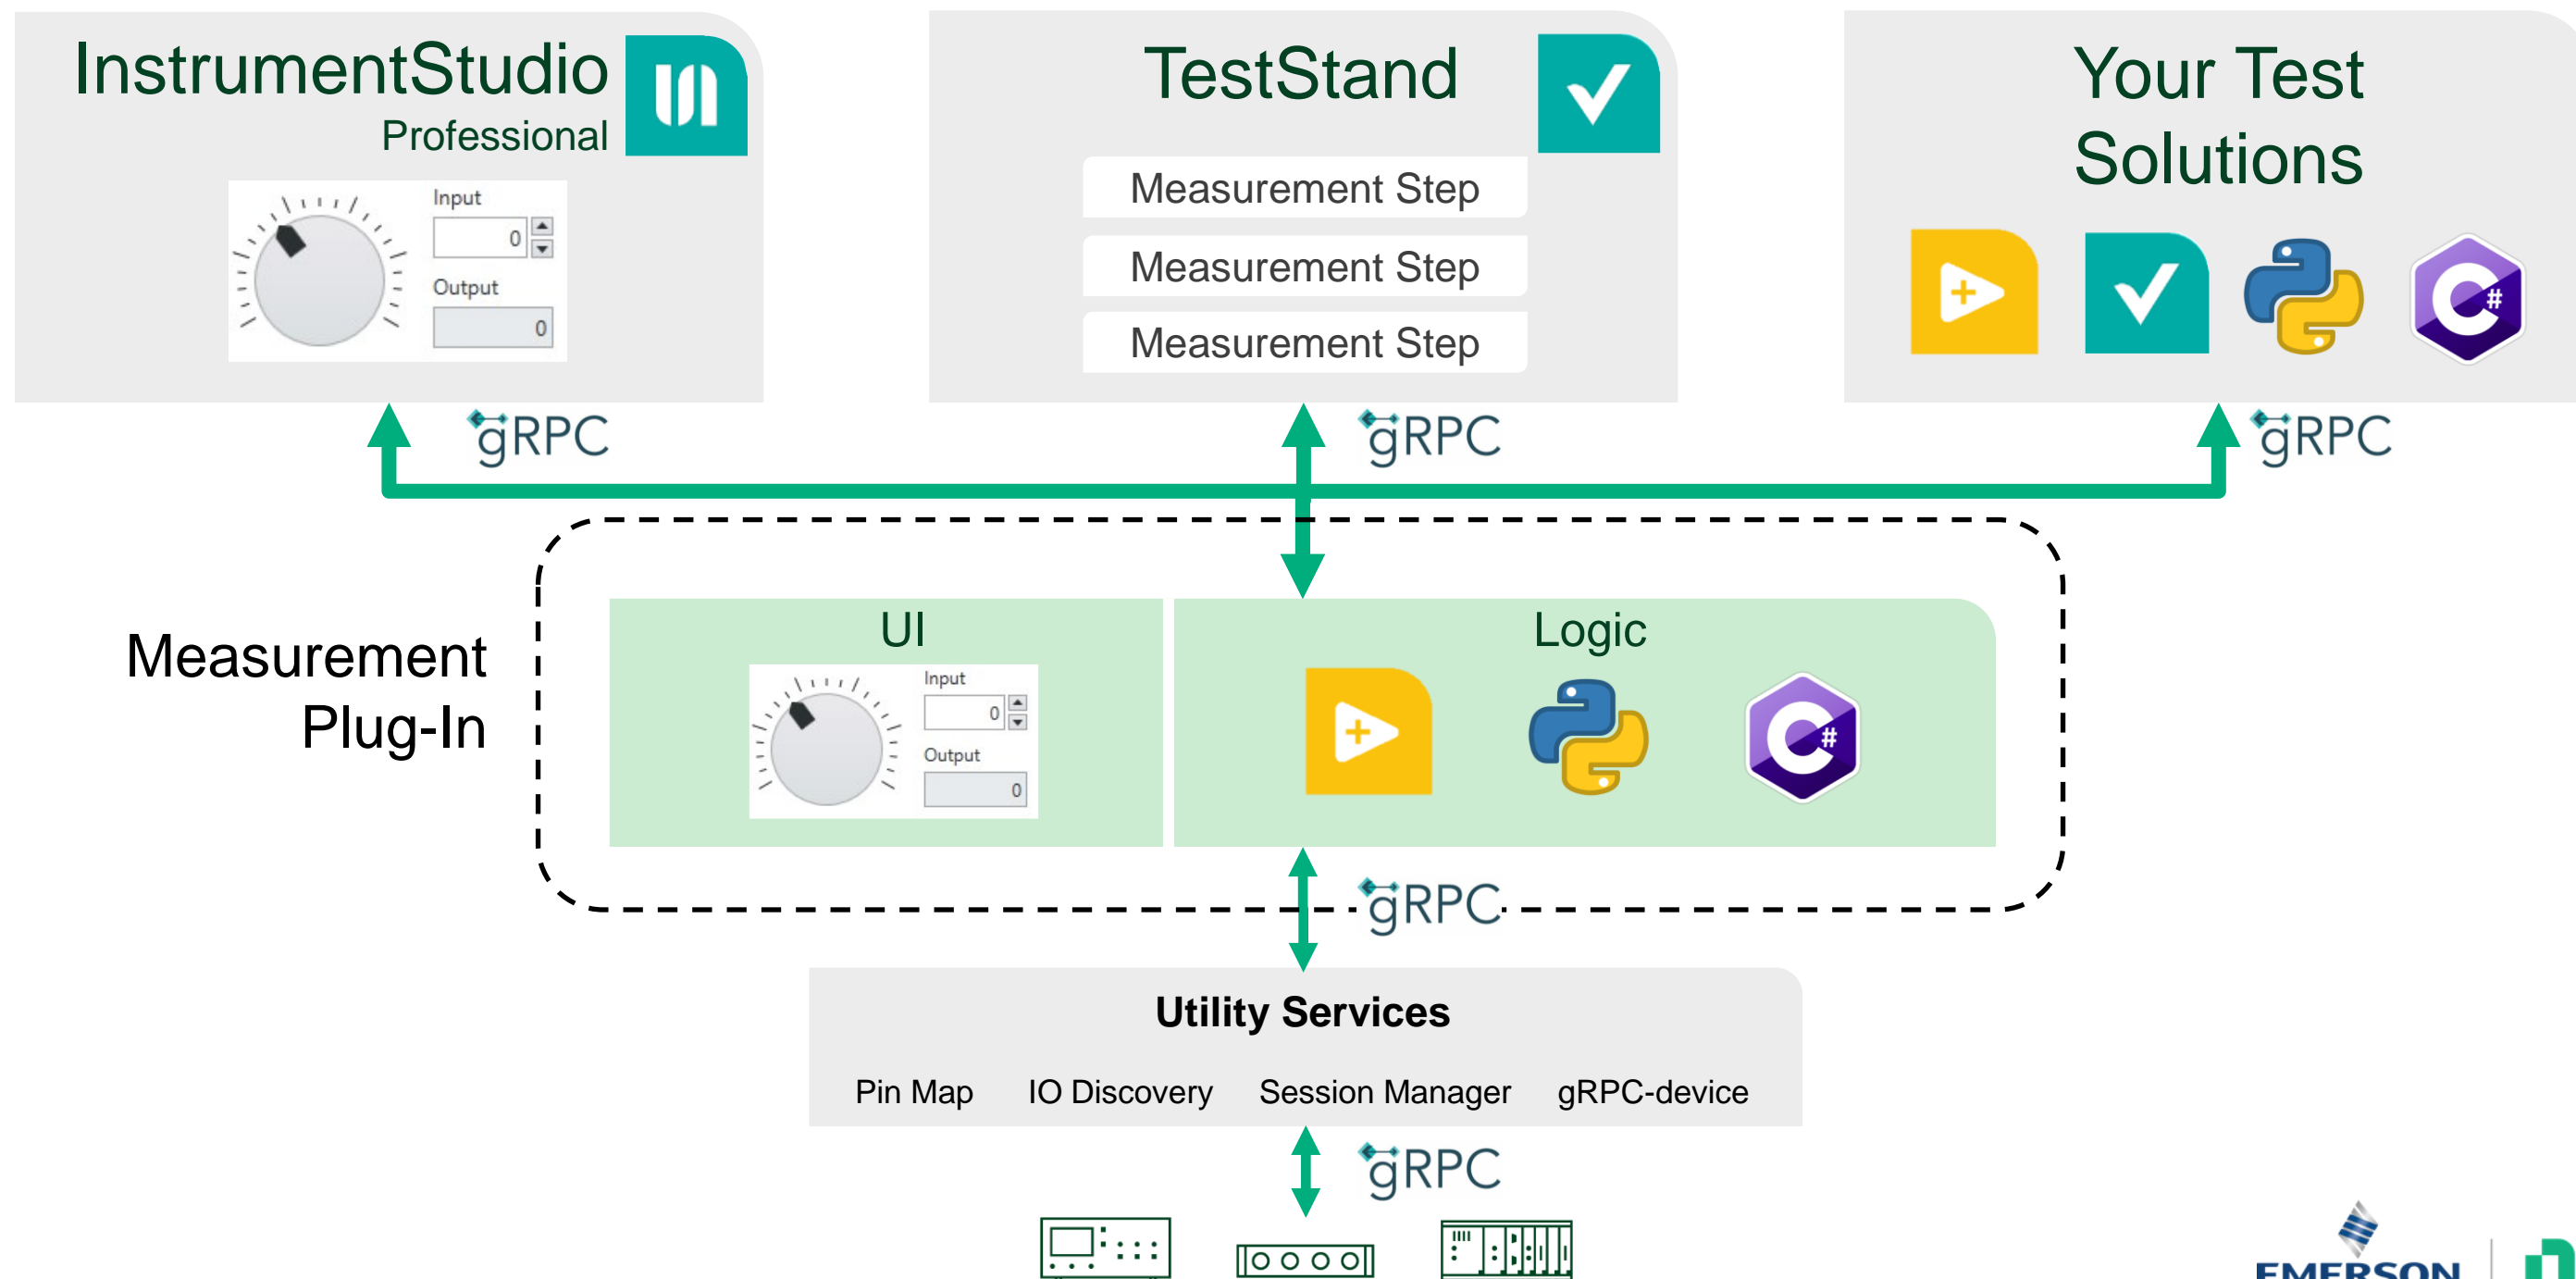 InstrumentStudio
Professional
Input
0
Output
0
TestStand
Measurement Step
Measurement Step
Measurement Step
Your Test
Solutions
C#
gRPC
gRPC
gRPC
Measurement
Plug-In
UI
Input
0
Output
0
Logic
C#
gRPC
Utility Services
Pin Map IO Discovery Session Manager gRPC-device
gRPC
EMERSON